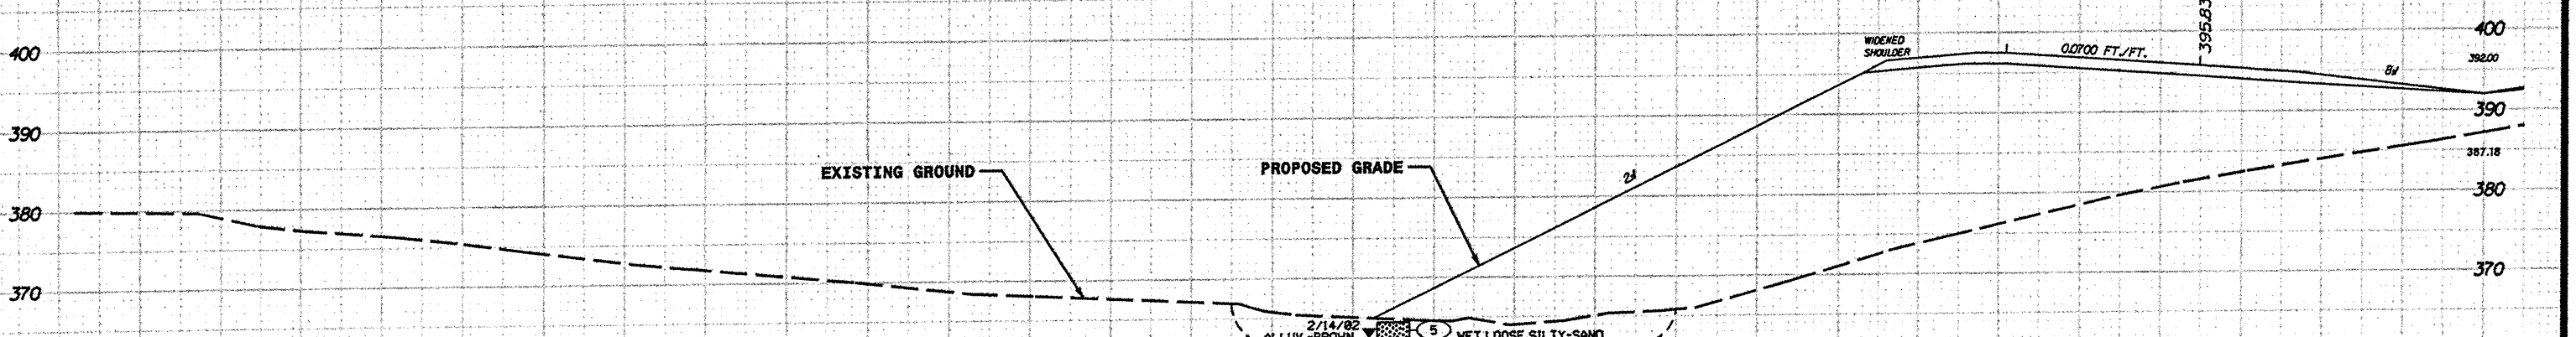 395.83
400
400
WIDENED
SHOULDER
0.0700 FT./FT.
392.00
390
390
EXISTING GROUND
PROPOSED GRADE
387.18
380
380
370
370
2/14/02
5
WET LOOSE SILTY-SAND